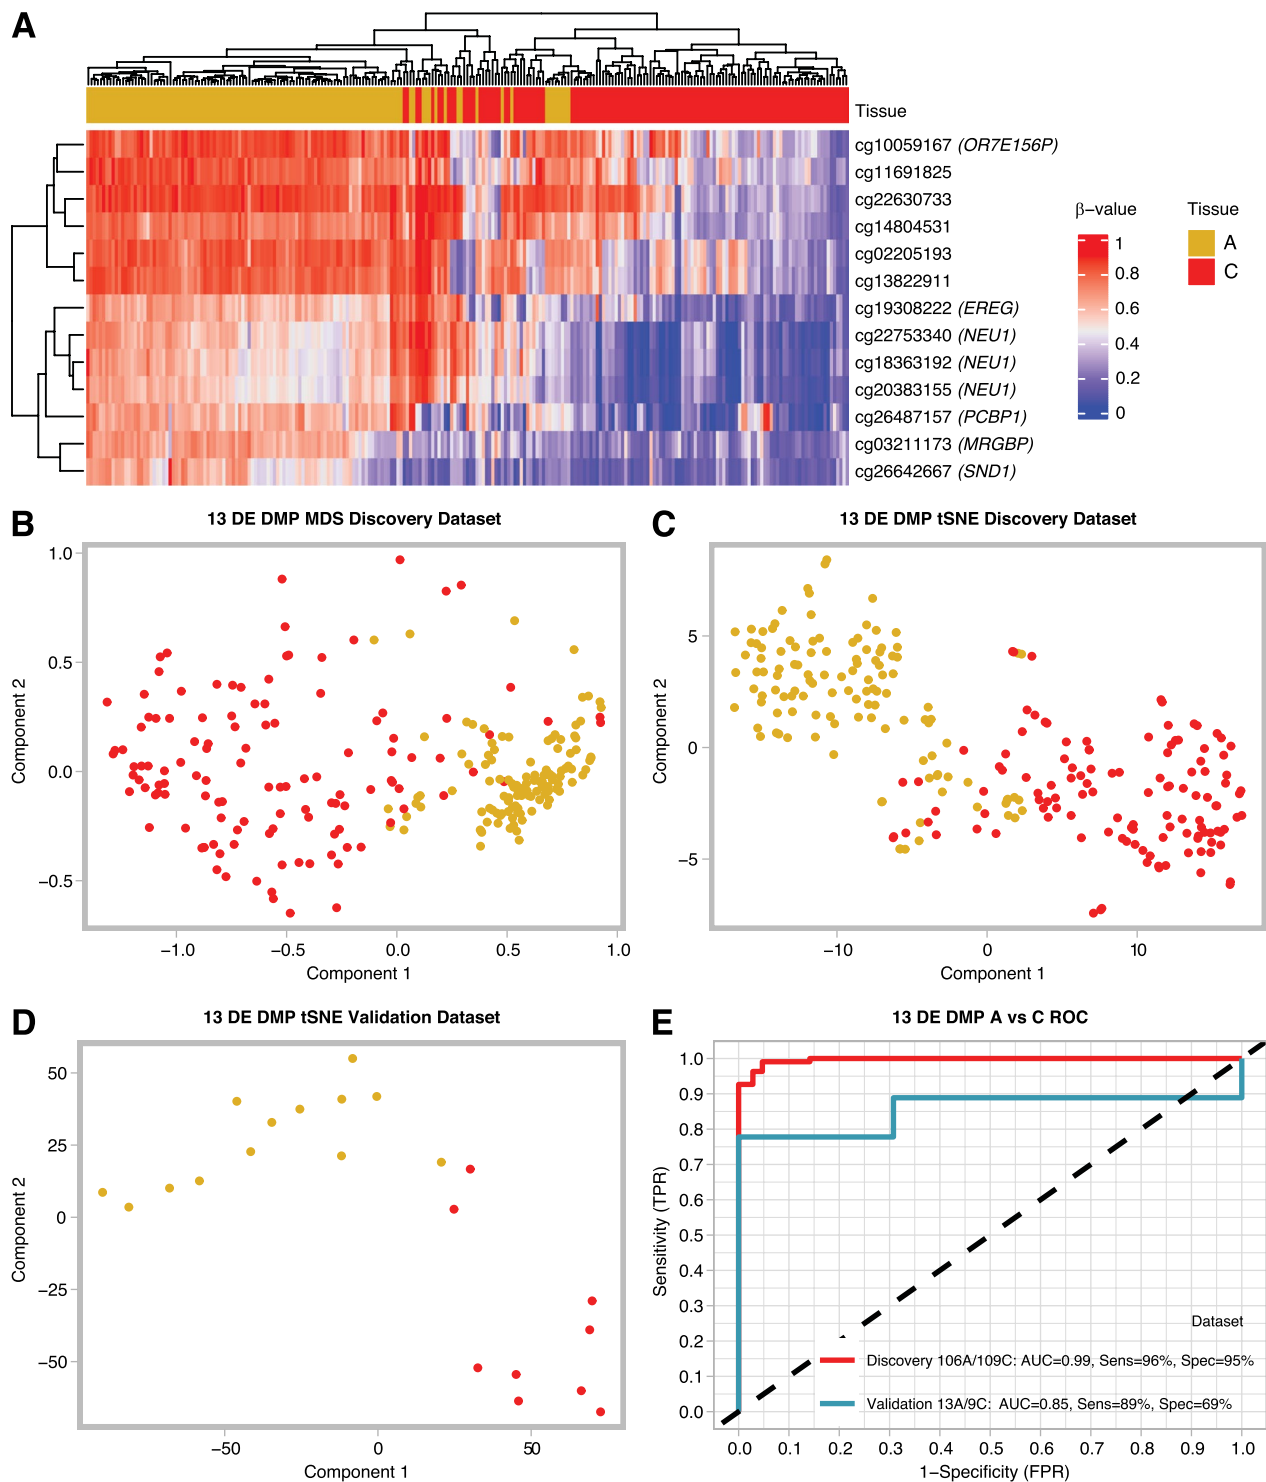 A
Tissue
cg10059167 (OR7E156P)
cg11691825
cg22630733
cg14804531
cg02205193
cg13822911
cg19308222 (EREG)
cg22753340 (NEU1)
cg18363192 (NEU1)
cg20383155 (NEU1)
cg26487157 (PCBP1)
cg03211173 (MRGBP)
cg26642667 (SND1)
β−value
1
0.8
0.6
0.4
0.2
0
Tissue
A
C
B
13 DE DMP MDS Discovery Dataset
Component 2
1.0
0.5
0.0
−0.5
−1.0 −0.5 0.0 0.5 1.0
Component 1
C
13 DE DMP tSNE Discovery Dataset
Component 2
5
0
−5
−10 0 10
Component 1
D
13 DE DMP tSNE Validation Dataset
Component 2
50
25
0
−25
−50
−50 0 50
Component 1
E
13 DE DMP A vs C ROC
Sensitivity (TPR)
1.0
0.9
0.8
0.7
0.6
0.5
0.4
0.3
0.2
0.1
0.0
Dataset
Discovery 106A/109C: AUC=0.99, Sens=96%, Spec=95%
Validation 13A/9C: AUC=0.85, Sens=89%, Spec=69%
0.0 0.1 0.2 0.3 0.4 0.5 0.6 0.7 0.8 0.9 1.0
1−Specificity (FPR)